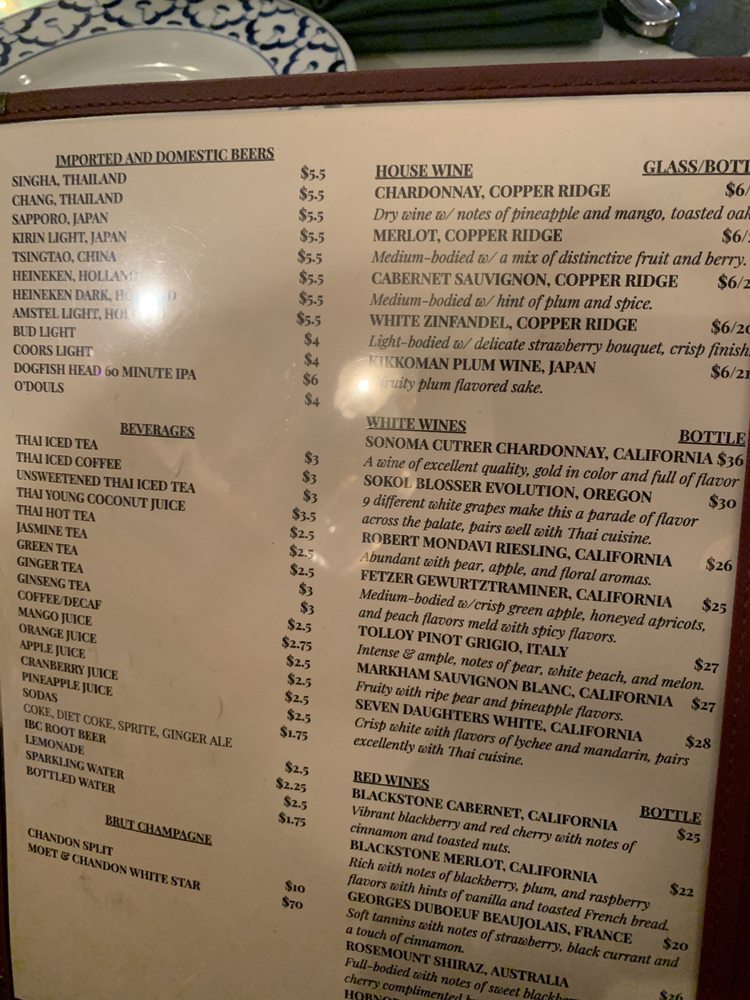 IMPORTED AND DOMESTIC BEERS
SINGHA, THAILAND $5.5
CHANG, THAILAND $5.5
SAPPORO, JAPAN $5.5
KIRIN LIGHT, JAPAN $5.5
TSINGTAO, CHINA $5.5
HEINEKEN, HOLLAND $5.5
HEINEKEN DARK, $5.5
AMSTEL LIGHT, $5.5
BUD LIGHT $4
COORS LIGHT $4
DOGFISH HEAD 60 MINUTE IPA $6
O'DOULS $4
BEVERAGES
THAI ICED TEA $3
THAI ICED COFFEE $3
UNSWEETENED THAI ICED TEA $3
THAI YOUNG COCONUT JUICE $3.5
THAI HOT TEA $2.5
JASMINE TEA $2.5
GREEN TEA $2.5
GINGER TEA $3
GINSENG TEA $3
COFFEE/DECAF $2.5
MANGO JUICE $2.75
ORANGE JUICE $2.5
APPLE JUICE $2.5
CRANBERRY JUICE $2.5
PINEAPPLE JUICE $2.5
SODAS $1.75
COKE, DIET COKE, SPRITE, GINGER ALE
IBC ROOT BEER $2.5
LEMONADE $2.25
SPARKLING WATER $2.5
BOTTLED WATER $1.75
BRUT CHAMPAGNE
CHANDON SPLIT $10
MOET & CHANDON WHITE STAR $70
HOUSE WINE GLASS/BOTT
CHARDONNAY, COPPER RIDGE $6/
Dry wine w/ notes of pineapple and mango, toasted oak
MERLOT, COPPER RIDGE $6/
Medium-bodied w/ a mix of distinctive fruit and berry.
CABERNET SAUVIGNON, COPPER RIDGE $6/2
Medium-bodied w/ hint of plum and spice.
WHITE ZINFANDEL, COPPER RIDGE $6/20
Light-bodied w/ delicate strawberry bouquet, crisp finish
KIKKOMAN PLUM WINE, JAPAN $6/21
fruity plum flavored sake.
WHITE WINES BOTTLE
SONOMA CUTRER CHARDONNAY, CALIFORNIA $36
A wine of excellent quality, gold in color and full of flavor
SOKOL BLOSSER EVOLUTION, OREGON $30
9 different white grapes make this a parade of flavor
across the palate, pairs well with Thai cuisine.
ROBERT MONDAVI RIESLING, CALIFORNIA $26
Abundant with pear, apple, and floral aromas.
FETZER GEWURTZTRAMINER, CALIFORNIA $25
Medium-bodied w/crisp green apple, honeyed apricots,
and peach flavors meld with spicy flavors.
TOLLOY PINOT GRIGIO, ITALY $27
Intense & ample, notes of pear, white peach, and melon.
MARKHAM SAUVIGNON BLANC, CALIFORNIA $27
Fruity with ripe pear and pineapple flavors.
SEVEN DAUGHTERS WHITE, CALIFORNIA $28
Crisp white with flavors of lychee and mandarin, pairs
excellently with Thai cuisine.
RED WINES BOTTLE
BLACKSTONE CABERNET, CALIFORNIA $25
Vibrant blackberry and red cherry with notes of
cinnamon and toasted nuts.
BLACKSTONE MERLOT, CALIFORNIA $22
Rich with notes of blackberry, plum, and raspberry
flavors with hints of vanilla and toasted French bread.
GEORGES DUBOEUF BEAUJOLAIS, FRANCE $20
Soft tannins with notes of strawberry, black currant and
a touch of cinnamon.
ROSEMOUNT SHIRAZ, AUSTRALIA $26
Full-bodied with notes of sweet
cherry complimented